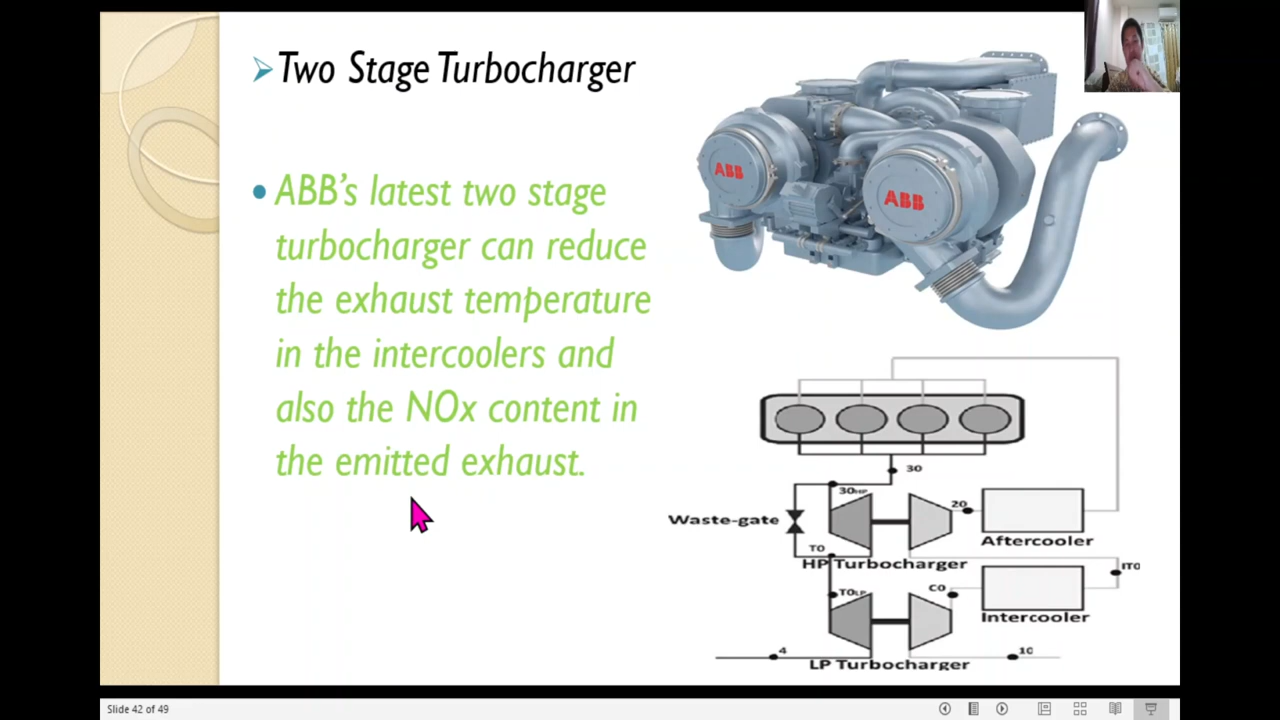 Two Stage Turbocharger
ABB's latest two stage
turbocharger can reduce
the exhaust temperature
in the intercoolers and
also the NOx content in
the emitted exhaust.
ABB
ABB
30
30HP
20
Waste-gate
Aftercooler
TO
HP Turbocharger
ITO
TOLP
CO
Intercooler
4
10
LP Turbocharger
Slide 42 of 49